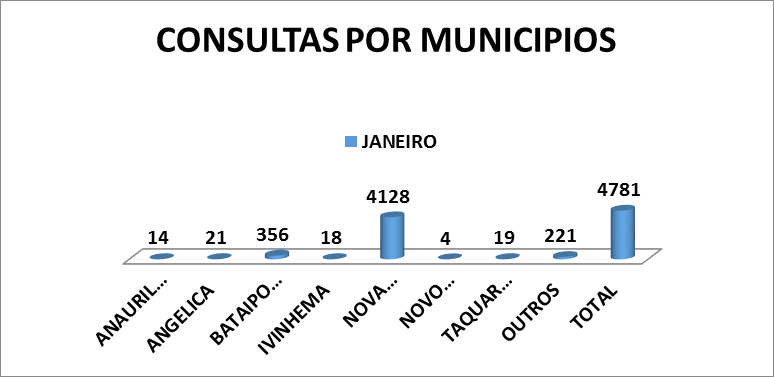 CONSULTAS POR MUNICIPIOS
JANEIRO
14 21 356 18 4128 4 19 221 4781
ANAURIL...
ANGELICA
BATAIPO...
IVINHEMA
NOVA...
NOVO...
TAQUAR...
OUTROS
TOTAL